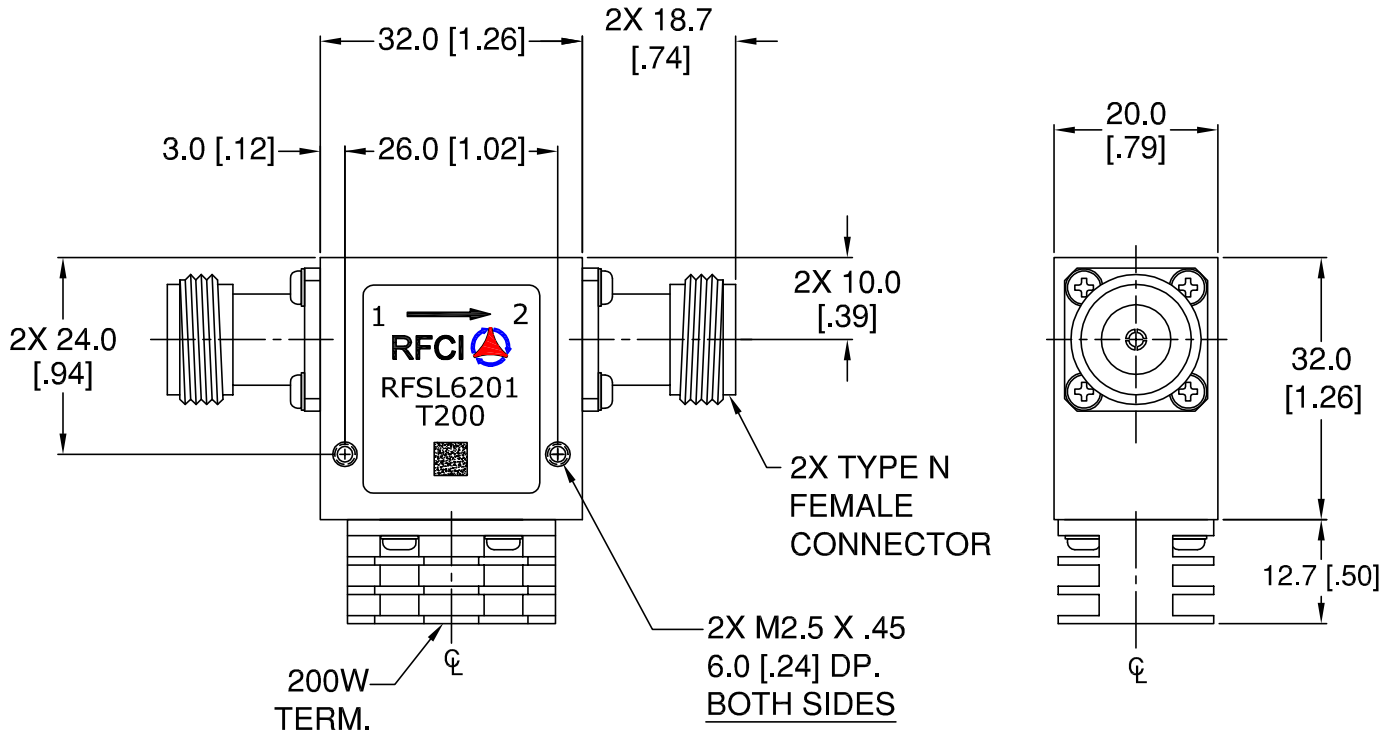 32.0 [1.26]
2X 18.7
[.74]
3.0 [.12]
26.0 [1.02]
20.0
[.79]
2X 24.0
[.94]
2X 10.0
[.39]
1
2
RFCI
RFSL6201
T200
32.0
[1.26]
2X TYPE N
FEMALE
CONNECTOR
12.7 [.50]
2X M2.5 X .45
6.0 [.24] DP.
BOTH SIDES
200W
TERM.
℄
℄